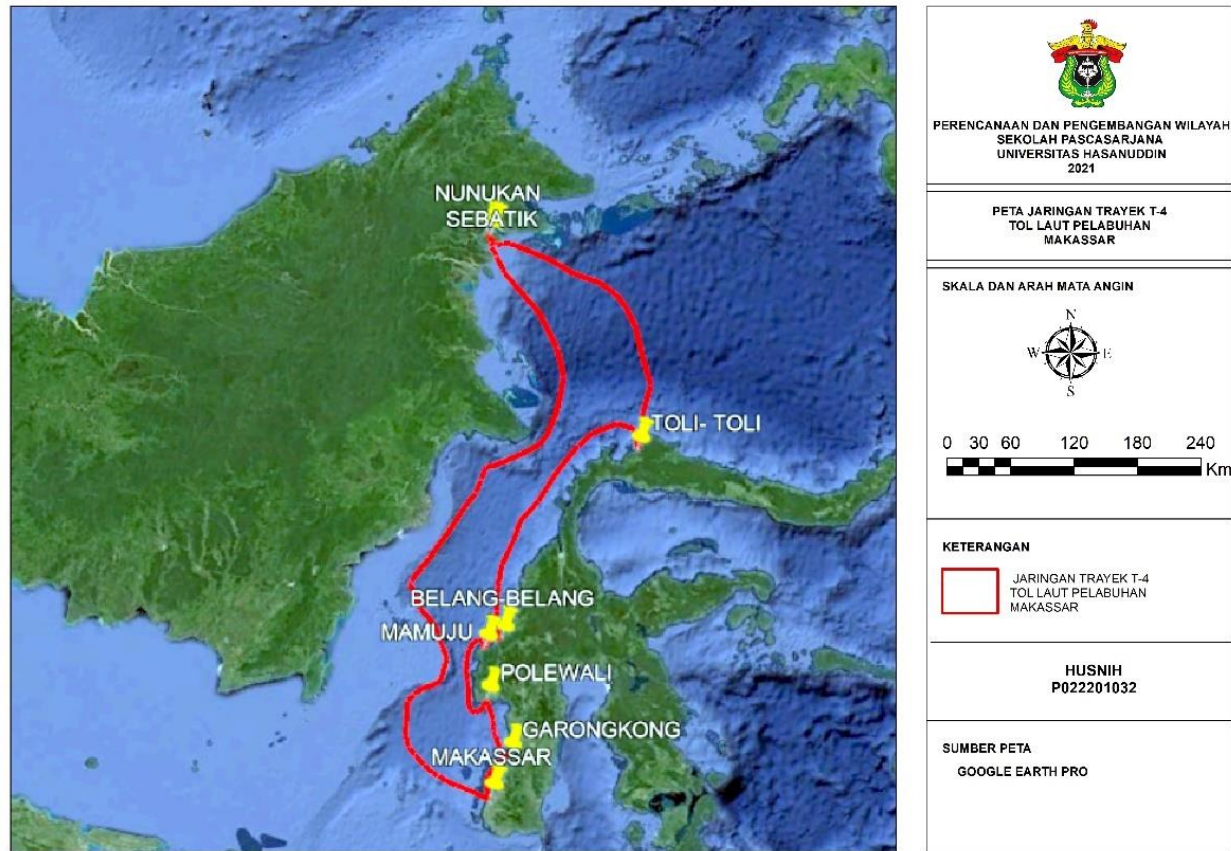 NUNUKAN
SEBATIK
TOLI- TOLI
BELANG-BELANG
MAMUJU
POLEWALI
GARONGKONG
MAKASSAR
PERENCANAAN DAN PENGEMBANGAN WILAYAH
SEKOLAH PASCASARJANA
UNIVERSITAS HASANUDDIN
2021
PETA JARINGAN TRAYEK T-4
TOL LAUT PELABUHAN
MAKASSAR
SKALA DAN ARAH MATA ANGIN
N
W E
S
0 30 60 120 180 240
Km
KETERANGAN
JARINGAN TRAYEK T-4
TOL LAUT PELABUHAN
MAKASSAR
HUSNIH
P022201032
SUMBER PETA
GOOGLE EARTH PRO